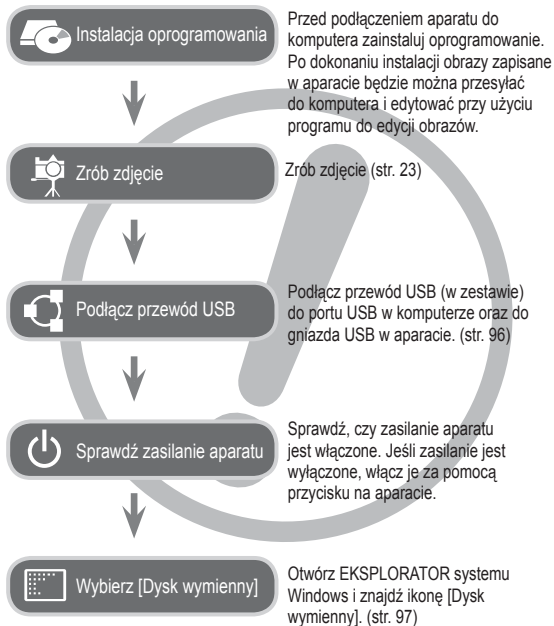 Instalacja oprogramowania
Przed podłączeniem aparatu do
komputera zainstaluj oprogramowanie.
Po dokonaniu instalacji obrazy zapisane
w aparacie będzie można przesyłać
do komputera i edytować przy użyciu
programu do edycji obrazów.
Zrób zdjęcie
Zrób zdjęcie (str. 23)
Podłącz przewód USB
Podłącz przewód USB (w zestawie)
do portu USB w komputerze oraz do
gniazda USB w aparacie. (str. 96)
Sprawdź zasilanie aparatu
Sprawdź, czy zasilanie aparatu
jest włączone. Jeśli zasilanie jest
wyłączone, włącz je za pomocą
przycisku na aparacie.
Wybierz [Dysk wymienny]
Otwórz EKSPLORATOR systemu
Windows i znajdź ikonę [Dysk
wymienny]. (str. 97)